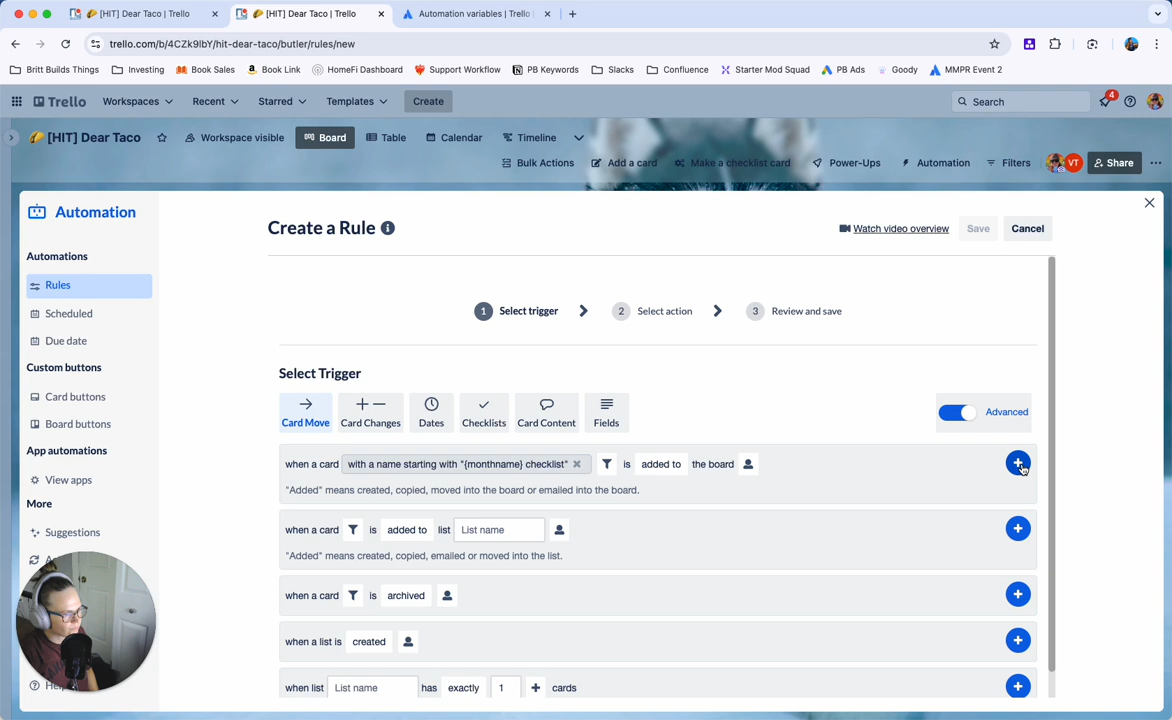 [HIT] Dear Taco | Trello
[HIT] Dear Taco | Trello
Automation variables | Trello
trello.com/b/4CZk9lbY/hit-dear-taco/butler/rules/new
Britt Builds Things
Investing
Book Sales
Book Link
HomeFi Dashboard
Support Workflow
PB Keywords
Slacks
Confluence
Starter Mod Squad
PB Ads
Goody
MMPR Event 2
Trello
Workspaces
Recent
Starred
Templates
Create
Search
4
[HIT] Dear Taco
Workspace visible
Board
Table
Calendar
Timeline
Bulk Actions
Add a card
Make a checklist card
Power-Ups
Automation
Filters
VT
Share
Automation
Automations
Rules
Scheduled
Due date
Custom buttons
Card buttons
Board buttons
App automations
View apps
More
Suggestions
Create a Rule
Watch video overview
Save
Cancel
1 Select trigger
2 Select action
3 Review and save
Select Trigger
Card Move
Card Changes
Dates
Checklists
Card Content
Fields
Advanced
when a card with a name starting with "{monthname} checklist" is added to the board
"Added" means created, copied, moved into the board or emailed into the board.
when a card is added to list List name
"Added" means created, copied, emailed or moved into the list.
when a card is archived
when a list is created
when list List name has exactly 1 cards